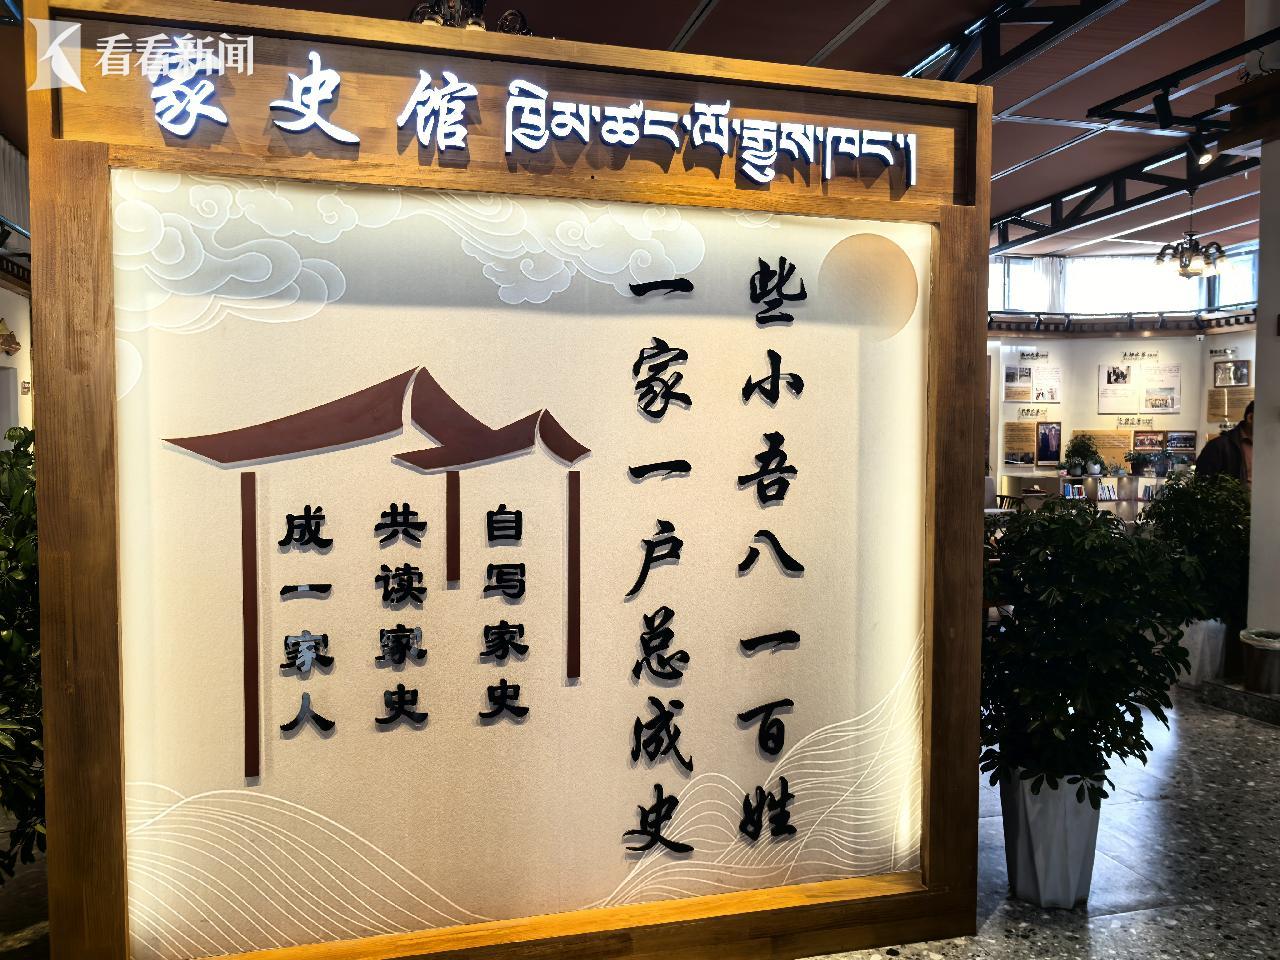 看看新闻
家史馆 ཁྱིམ་ཚང་ལོ་རྒྱུས་ཁང་།
些小吾八一百姓
一家一户总成史
自写家史
共读家史
成一家人